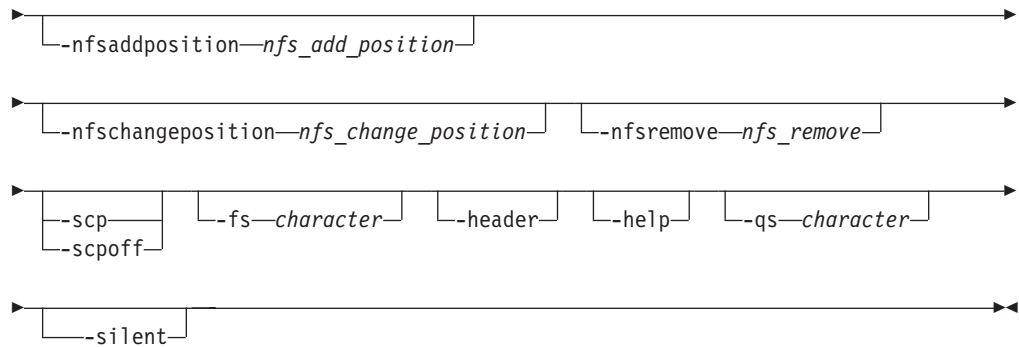 -nfsaddposition nfs_add_position
-nfschangeposition nfs_change_position -nfsremove nfs_remove
-scp -fs character -header -help -qs character
-scpoff
-silent